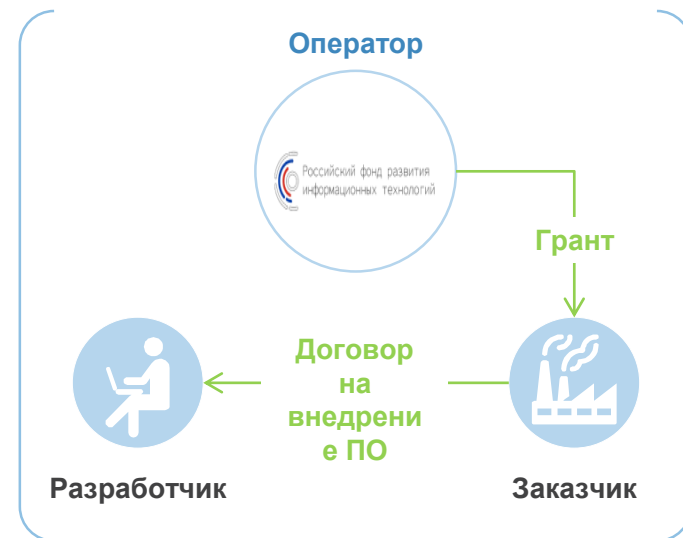 Оператор
Российский фонд развития
информационных технологий
Грант
Договор
на
внедрени
е ПО
Разработчик
Заказчик